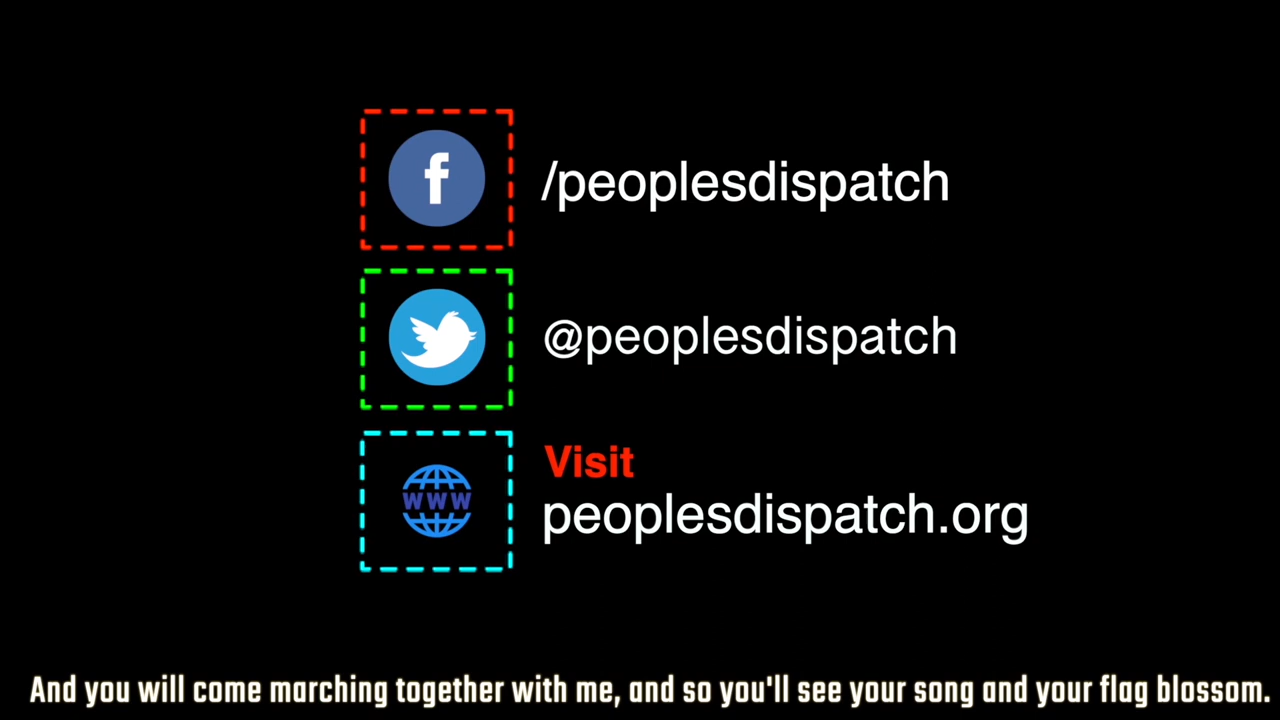 f
/peoplesdispatch
@peoplesdispatch
Visit
www
peoplesdispatch.org
And you will come marching together with me, and so you'll see your song and your flag blossom.